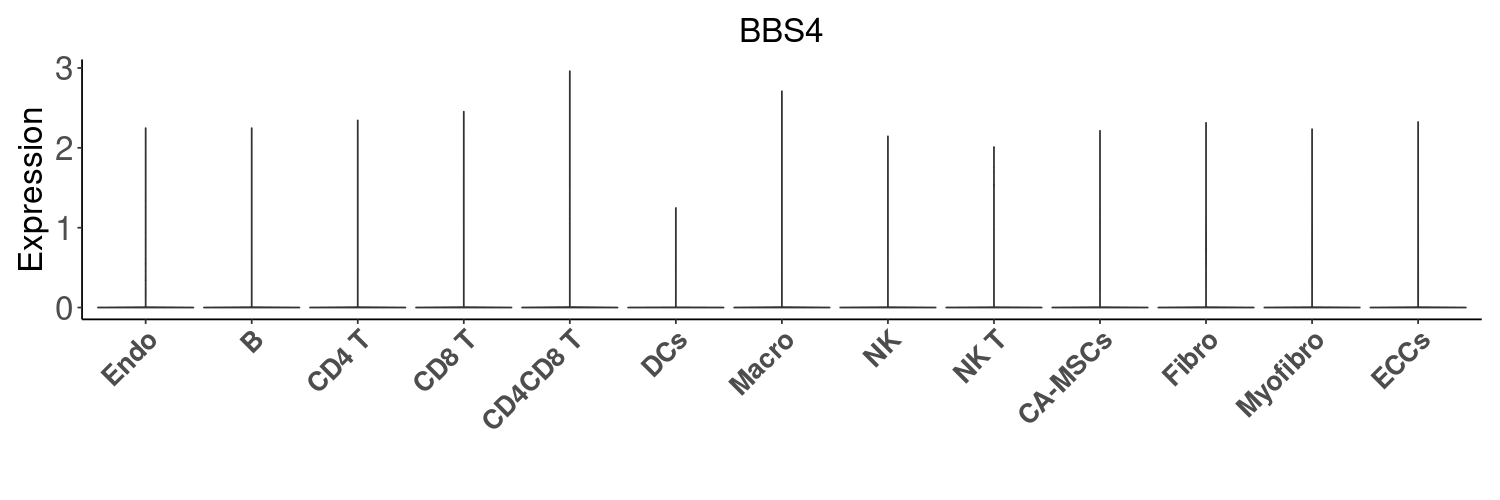 BBS4
Expression
3
2
1
0
Endo
B
CD4 T
CD8 T
CD4CD8 T
DCs
Macro
NK
NK T
CA-MSCs
Fibro
Myofibro
ECCs